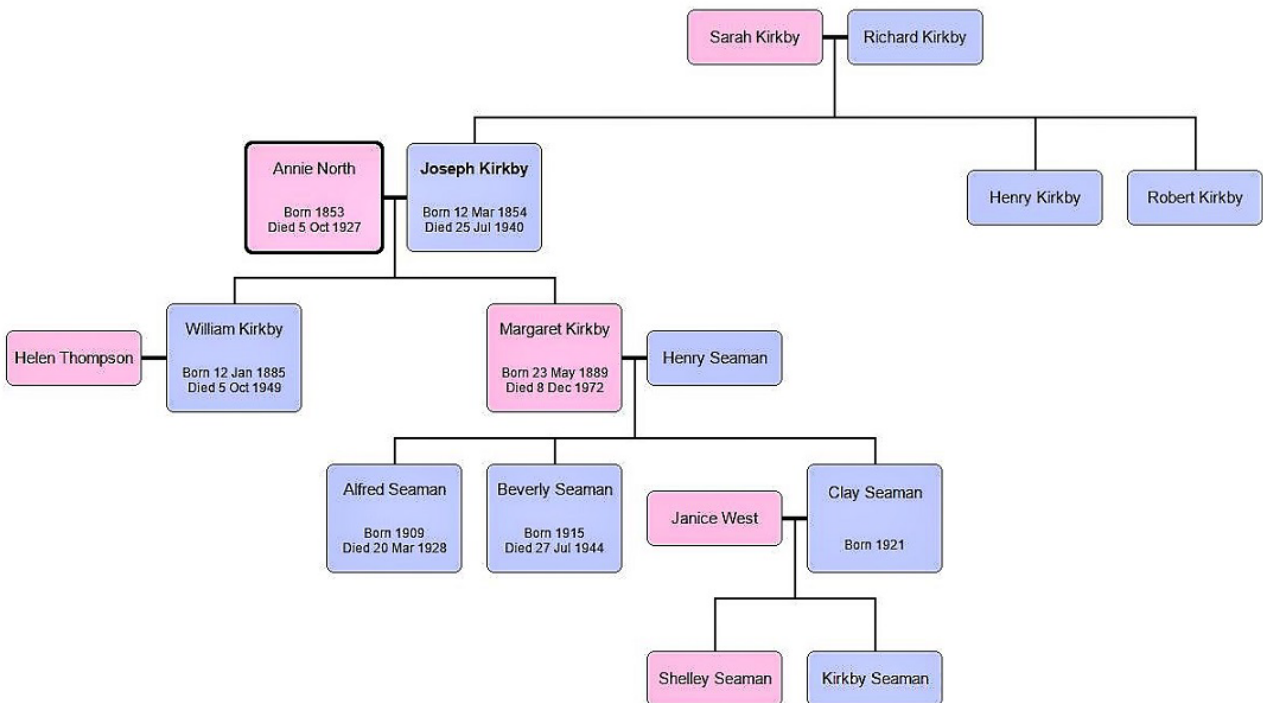 Sarah Kirkby
Richard Kirkby
Annie North
Born 1853
Died 5 Oct 1927
Joseph Kirkby
Born 12 Mar 1854
Died 25 Jul 1940
Henry Kirkby
Robert Kirkby
Helen Thompson
William Kirkby
Born 12 Jan 1885
Died 5 Oct 1949
Margaret Kirkby
Born 23 May 1889
Died 8 Dec 1972
Henry Seaman
Alfred Seaman
Born 1909
Died 20 Mar 1928
Beverly Seaman
Born 1915
Died 27 Jul 1944
Janice West
Clay Seaman
Born 1921
Shelley Seaman
Kirkby Seaman